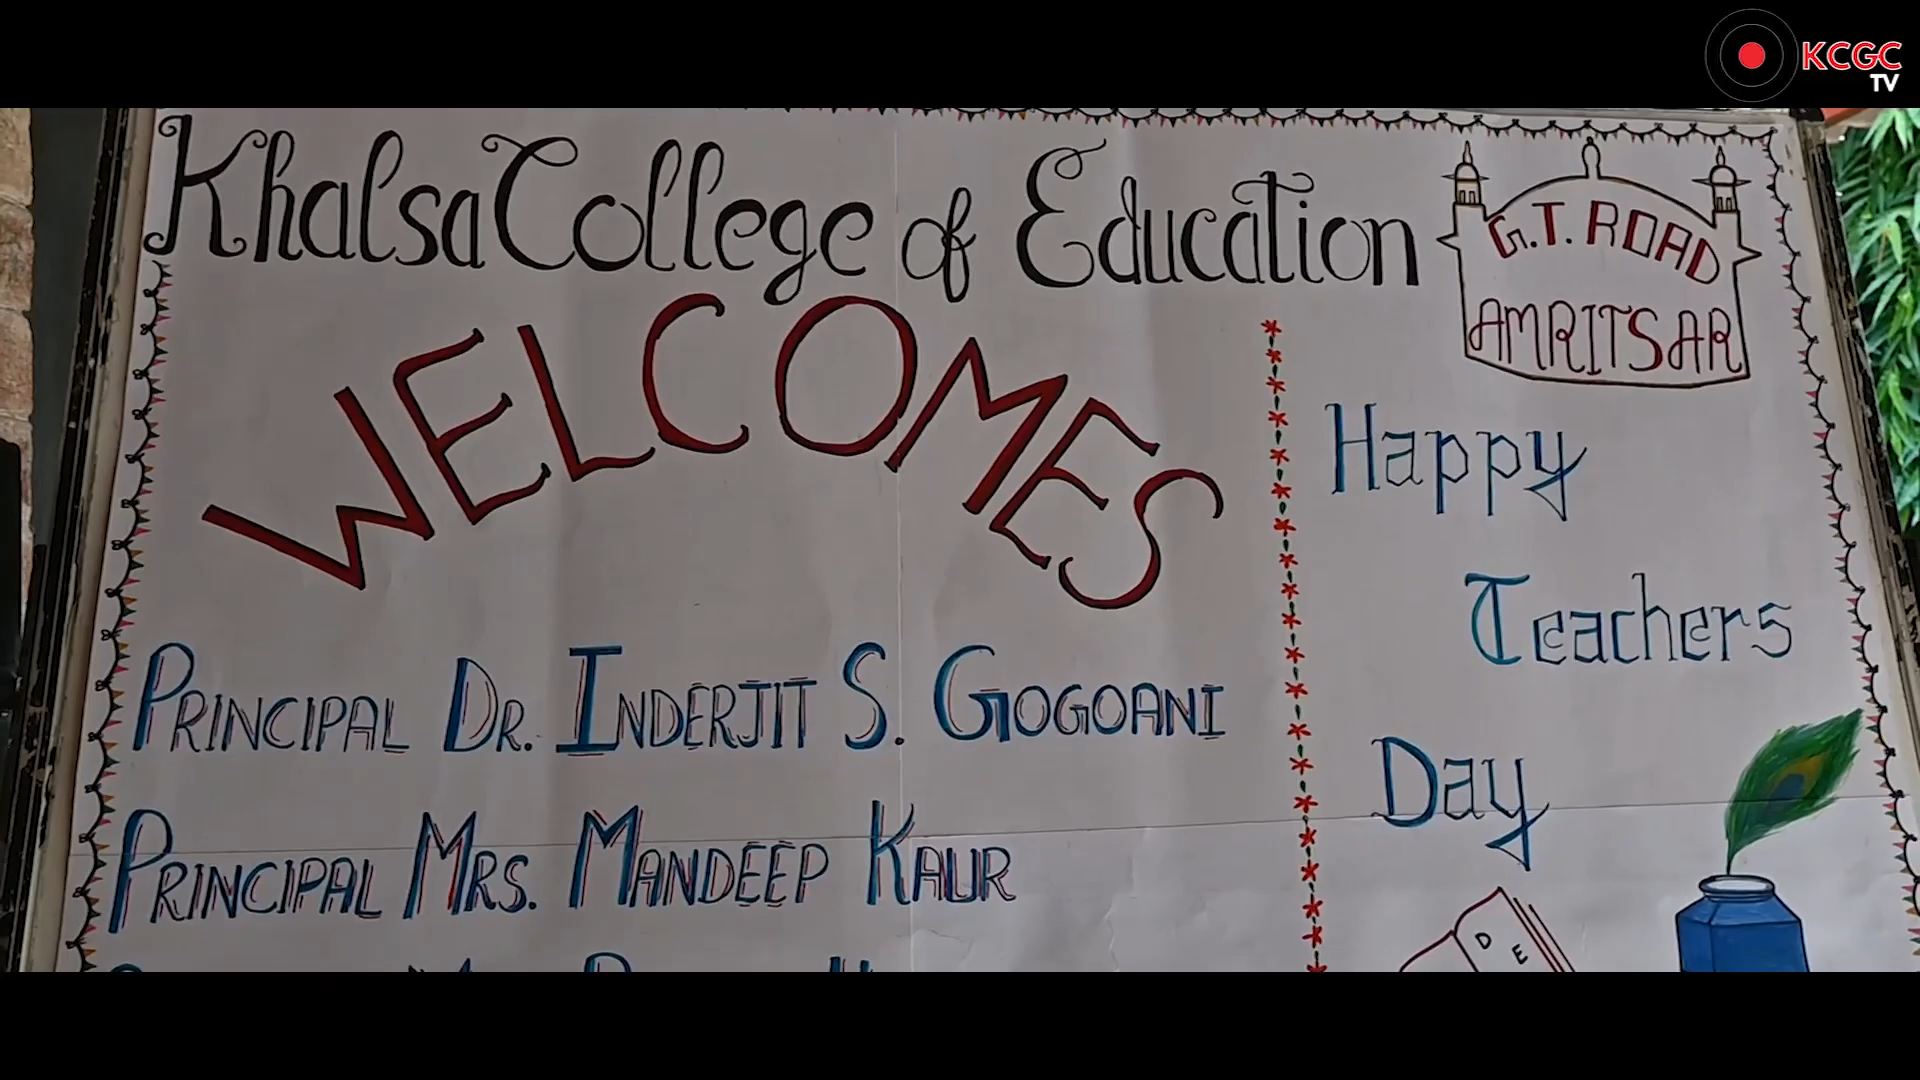 KCGC
TV
Khalsa College of Education
G.T. ROAD
AMRITSAR
WELCOMES
PRINCIPAL DR. INDERJIT S. GOGOANI
PRINCIPAL MRS. MANDEEP KAUR
Happy
Teachers
Day
D
E